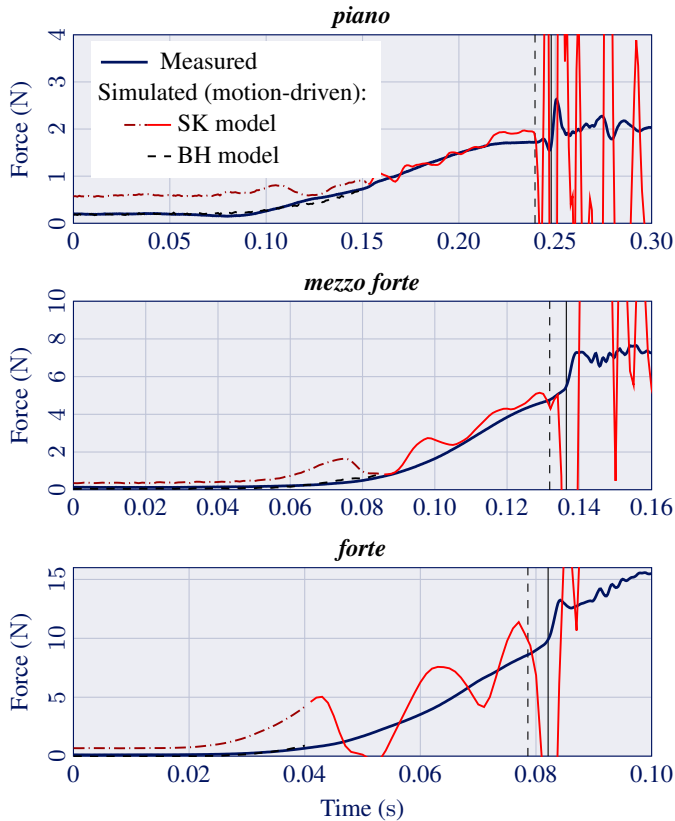 piano
4
3
2
1
0
Force (N)
Measured
Simulated (motion-driven):
SK model
BH model
0 0.05 0.10 0.15 0.20 0.25 0.30
mezzo forte
10
8
6
4
2
0
Force (N)
0 0.02 0.04 0.06 0.08 0.10 0.12 0.14 0.16
forte
15
10
5
0
Force (N)
0 0.02 0.04 0.06 0.08 0.10
Time (s)